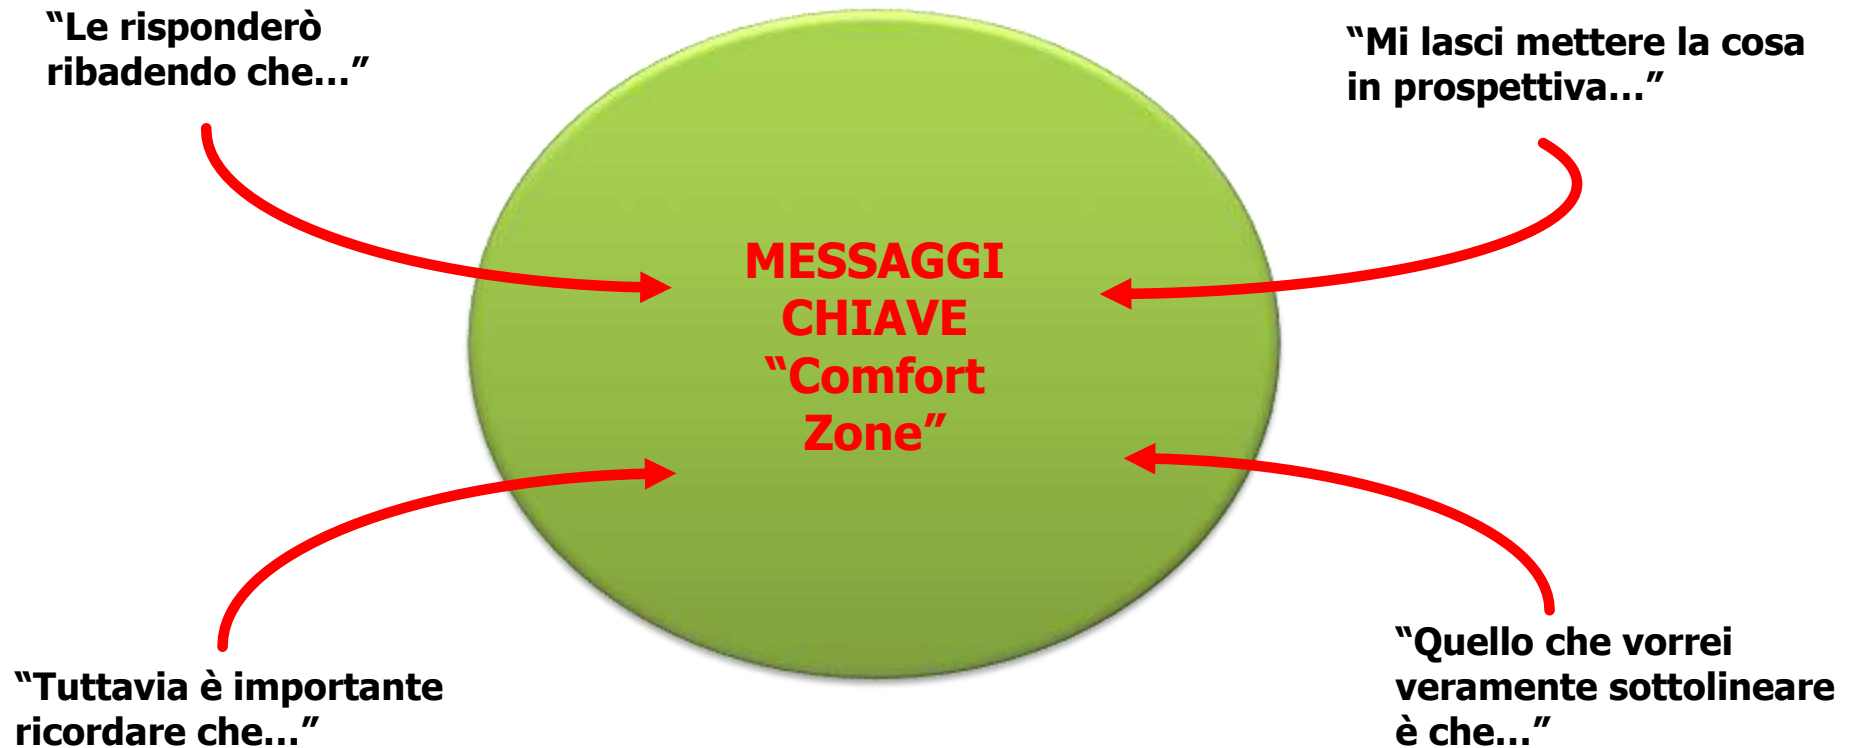 “Le risponderò
ribadendo che…”
“Mi lasci mettere la cosa
in prospettiva…”
MESSAGGI
CHIAVE
“Comfort
Zone”
“Tuttavia è importante
ricordare che…”
“Quello che vorrei
veramente sottolineare
è che…”